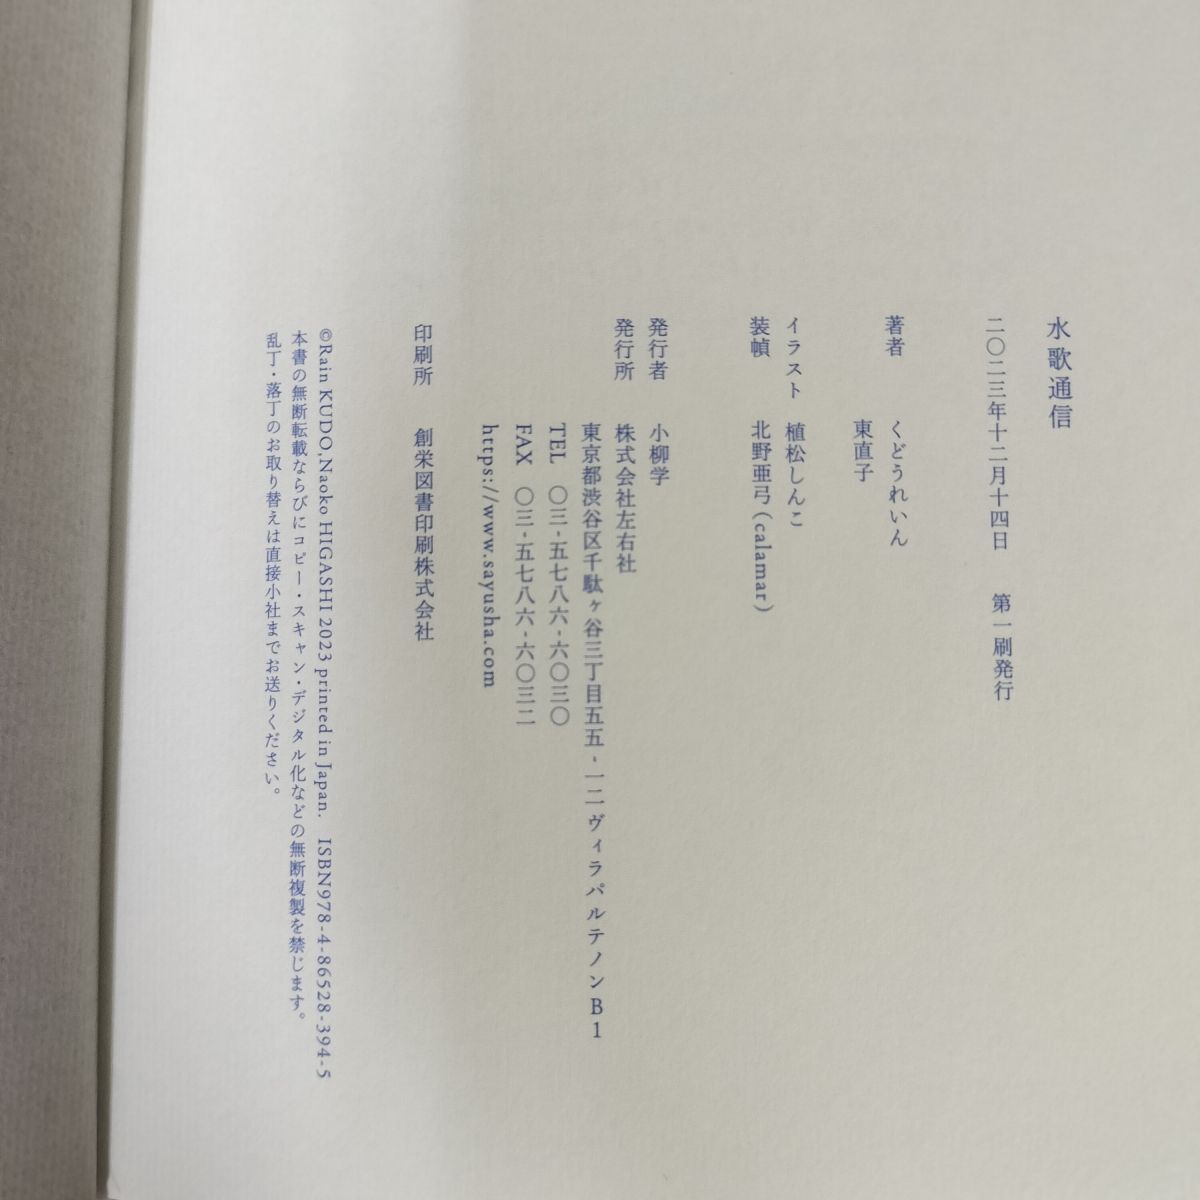 水歌通信
二〇二三年十二月十四日　第一刷発行
著者　くどうれいん
東直子
イラスト　植松しんこ
装幀　北野亜弓（calamar）
発行者　小柳学
発行所　株式会社左右社
東京都渋谷区千駄ヶ谷三丁目五五-一二ヴィラパルテノンB1
TEL　〇三-五七八六-六〇三〇
FAX　〇三-五七八六-六〇三二
https://www.sayusha.com
印刷所　創栄図書印刷株式会社
©Rain KUDO,Naoko HIGASHI 2023 printed in Japan.　ISBN978-4-86528-394-5
本書の無断転載ならびにコピー・スキャン・デジタル化などの無断複製を禁じます。
乱丁・落丁のお取り替えは直接小社までお送りください。